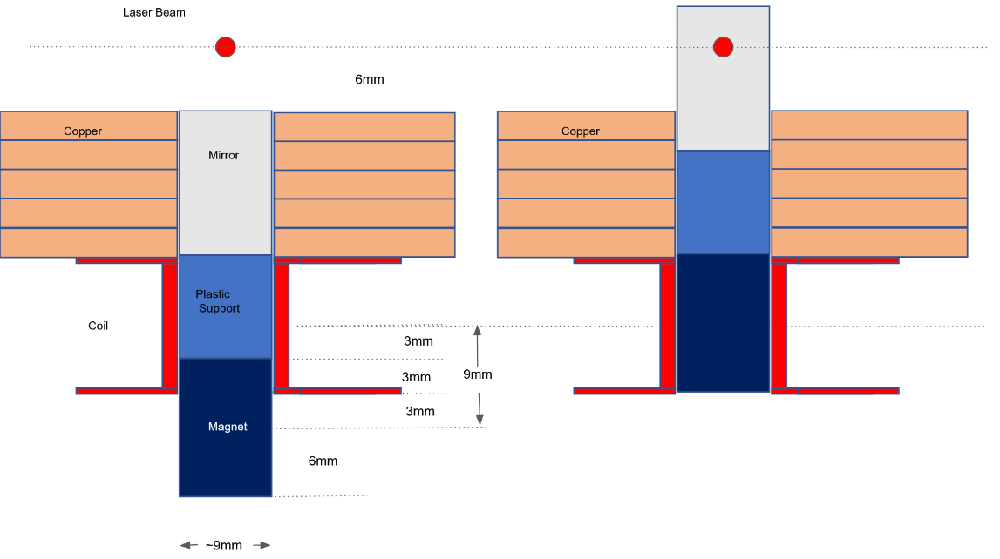 Laser Beam
6mm
Copper
Copper
Mirror
Plastic
Support
Coil
3mm
3mm
9mm
3mm
Magnet
6mm
~9mm